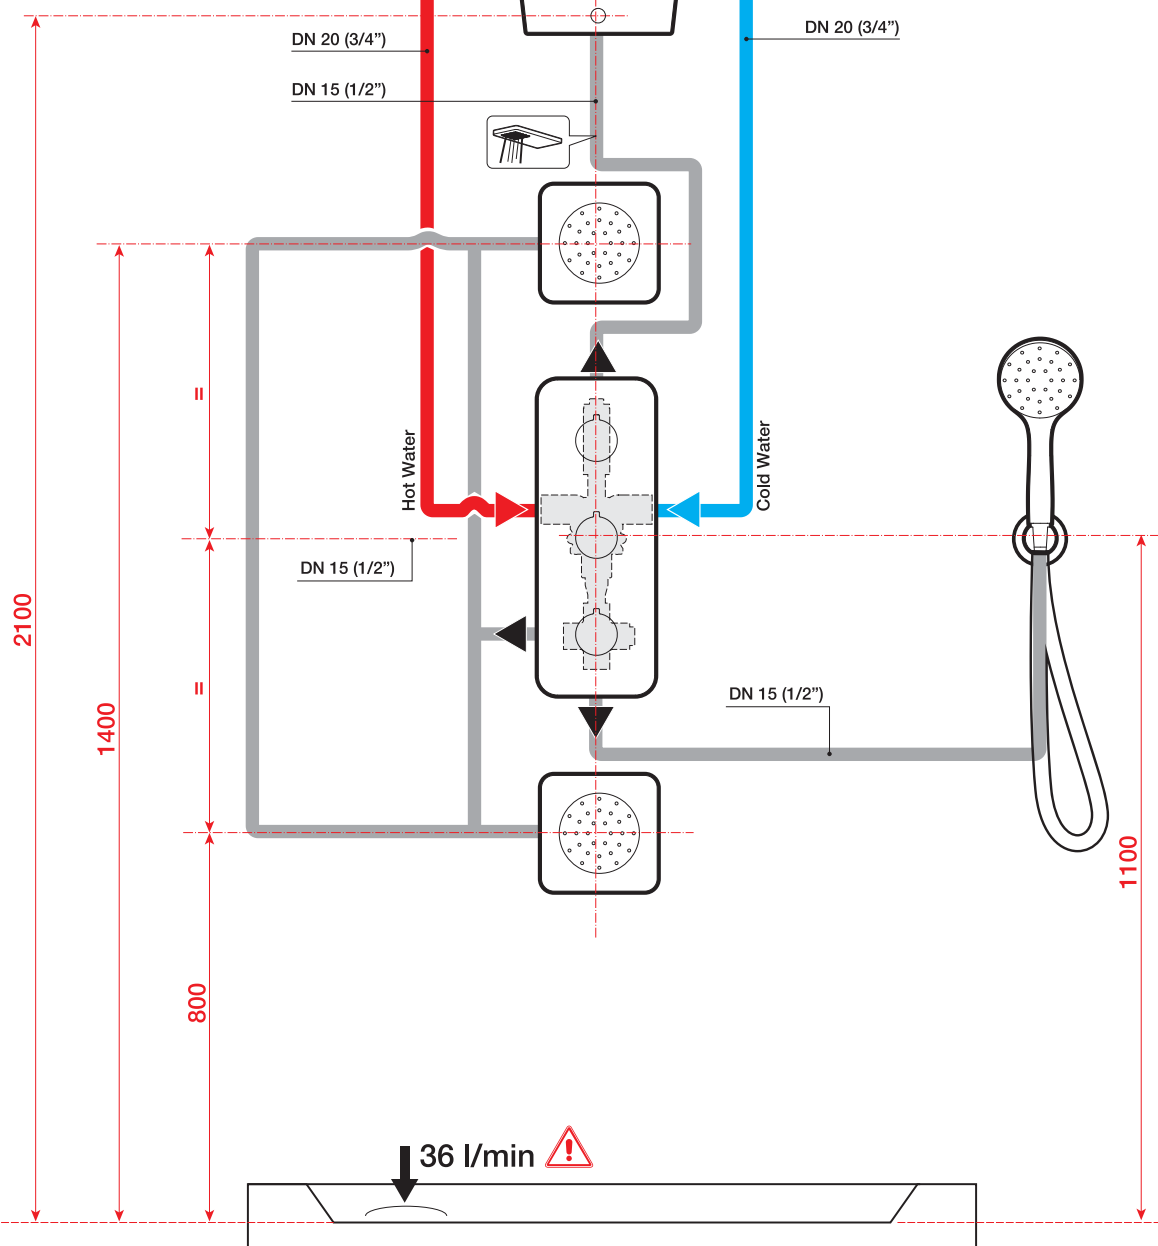 DN 20 (3/4”)
DN 20 (3/4”)
DN 15 (1/2”)
Hot Water
Cold Water
=
DN 15 (1/2”)
2100
=
1400
DN 15 (1/2”)
1100
800
36 l/min